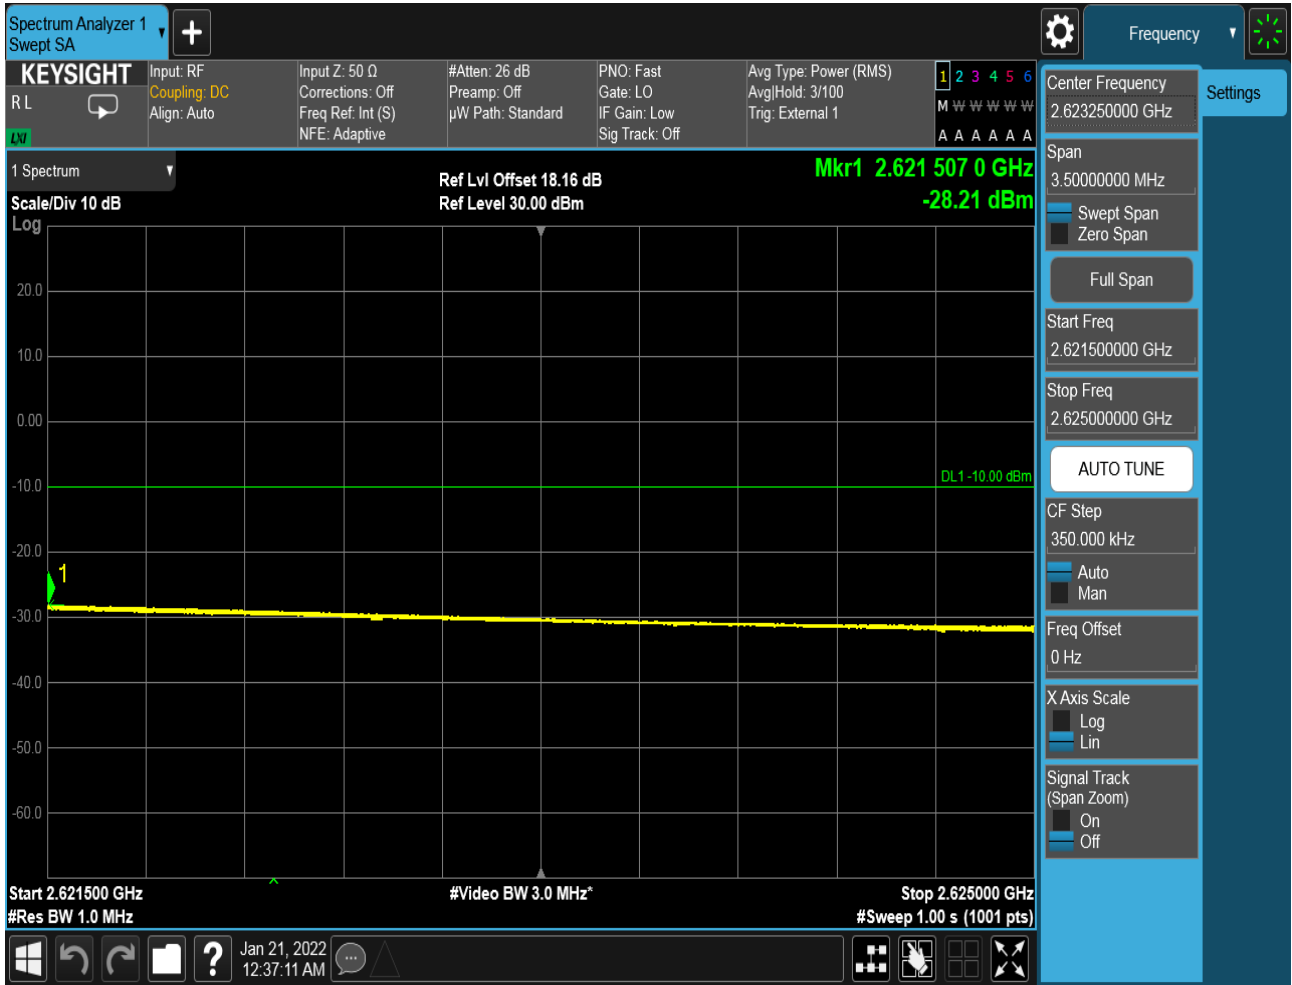 Spectrum Analyzer 1
Swept SA
Frequency
KEYSIGHT
R L
LXI
Input: RF
Coupling: DC
Align: Auto
Input Z: 50 Ω
Corrections: Off
Freq Ref: Int (S)
NFE: Adaptive
#Atten: 26 dB
Preamp: Off
µW Path: Standard
PNO: Fast
Gate: LO
IF Gain: Low
Sig Track: Off
Avg Type: Power (RMS)
Avg|Hold: 3/100
Trig: External 1
1 2 3 4 5 6
M W W W W W
A A A A A A
1 Spectrum
Scale/Div 10 dB
Log
Ref Lvl Offset 18.16 dB
Ref Level 30.00 dBm
Mkr1 2.621 507 0 GHz
-28.21 dBm
20.0
10.0
0.00
-10.0
-20.0
-30.0
-40.0
-50.0
-60.0
DL1 -10.00 dBm
1
Start 2.621500 GHz
#Res BW 1.0 MHz
#Video BW 3.0 MHz*
Stop 2.625000 GHz
#Sweep 1.00 s (1001 pts)
Jan 21, 2022
12:37:11 AM
Center Frequency
2.623250000 GHz
Settings
Span
3.50000000 MHz
Swept Span
Zero Span
Full Span
Start Freq
2.621500000 GHz
Stop Freq
2.625000000 GHz
AUTO TUNE
CF Step
350.000 kHz
Auto
Man
Freq Offset
0 Hz
X Axis Scale
Log
Lin
Signal Track
(Span Zoom)
On
Off